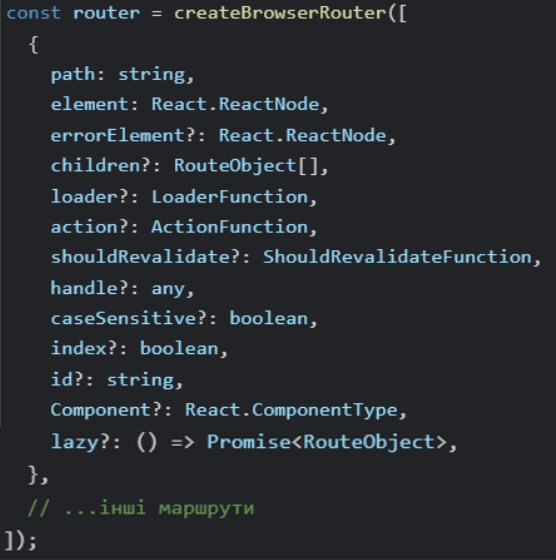 const router = createBrowserRouter([
  {
    path: string,
    element: React.ReactNode,
    errorElement?: React.ReactNode,
    children?: RouteObject[],
    loader?: LoaderFunction,
    action?: ActionFunction,
    shouldRevalidate?: ShouldRevalidateFunction,
    handle?: any,
    caseSensitive?: boolean,
    index?: boolean,
    id?: string,
    Component?: React.ComponentType,
    lazy?: () => Promise<RouteObject>,
  },
  // ...інші маршрути
]);